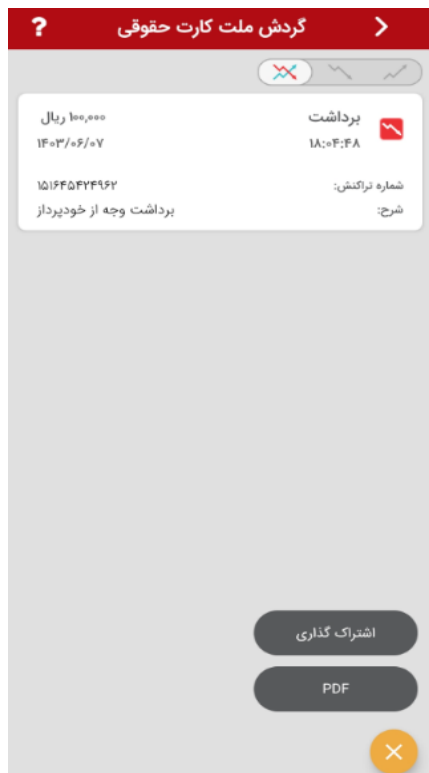 گردش ملت کارت حقوقی ?
برداشت ۱۰۰,۰۰۰ ریال
۱۸:۰۴:۴۸ ۱۴۰۳/۰۶/۰۷
شماره تراکنش: ۱۵۱۶۴۵۴۲۴۹۶۲
شرح: برداشت وجه از خودپرداز
اشتراک گذاری
PDF